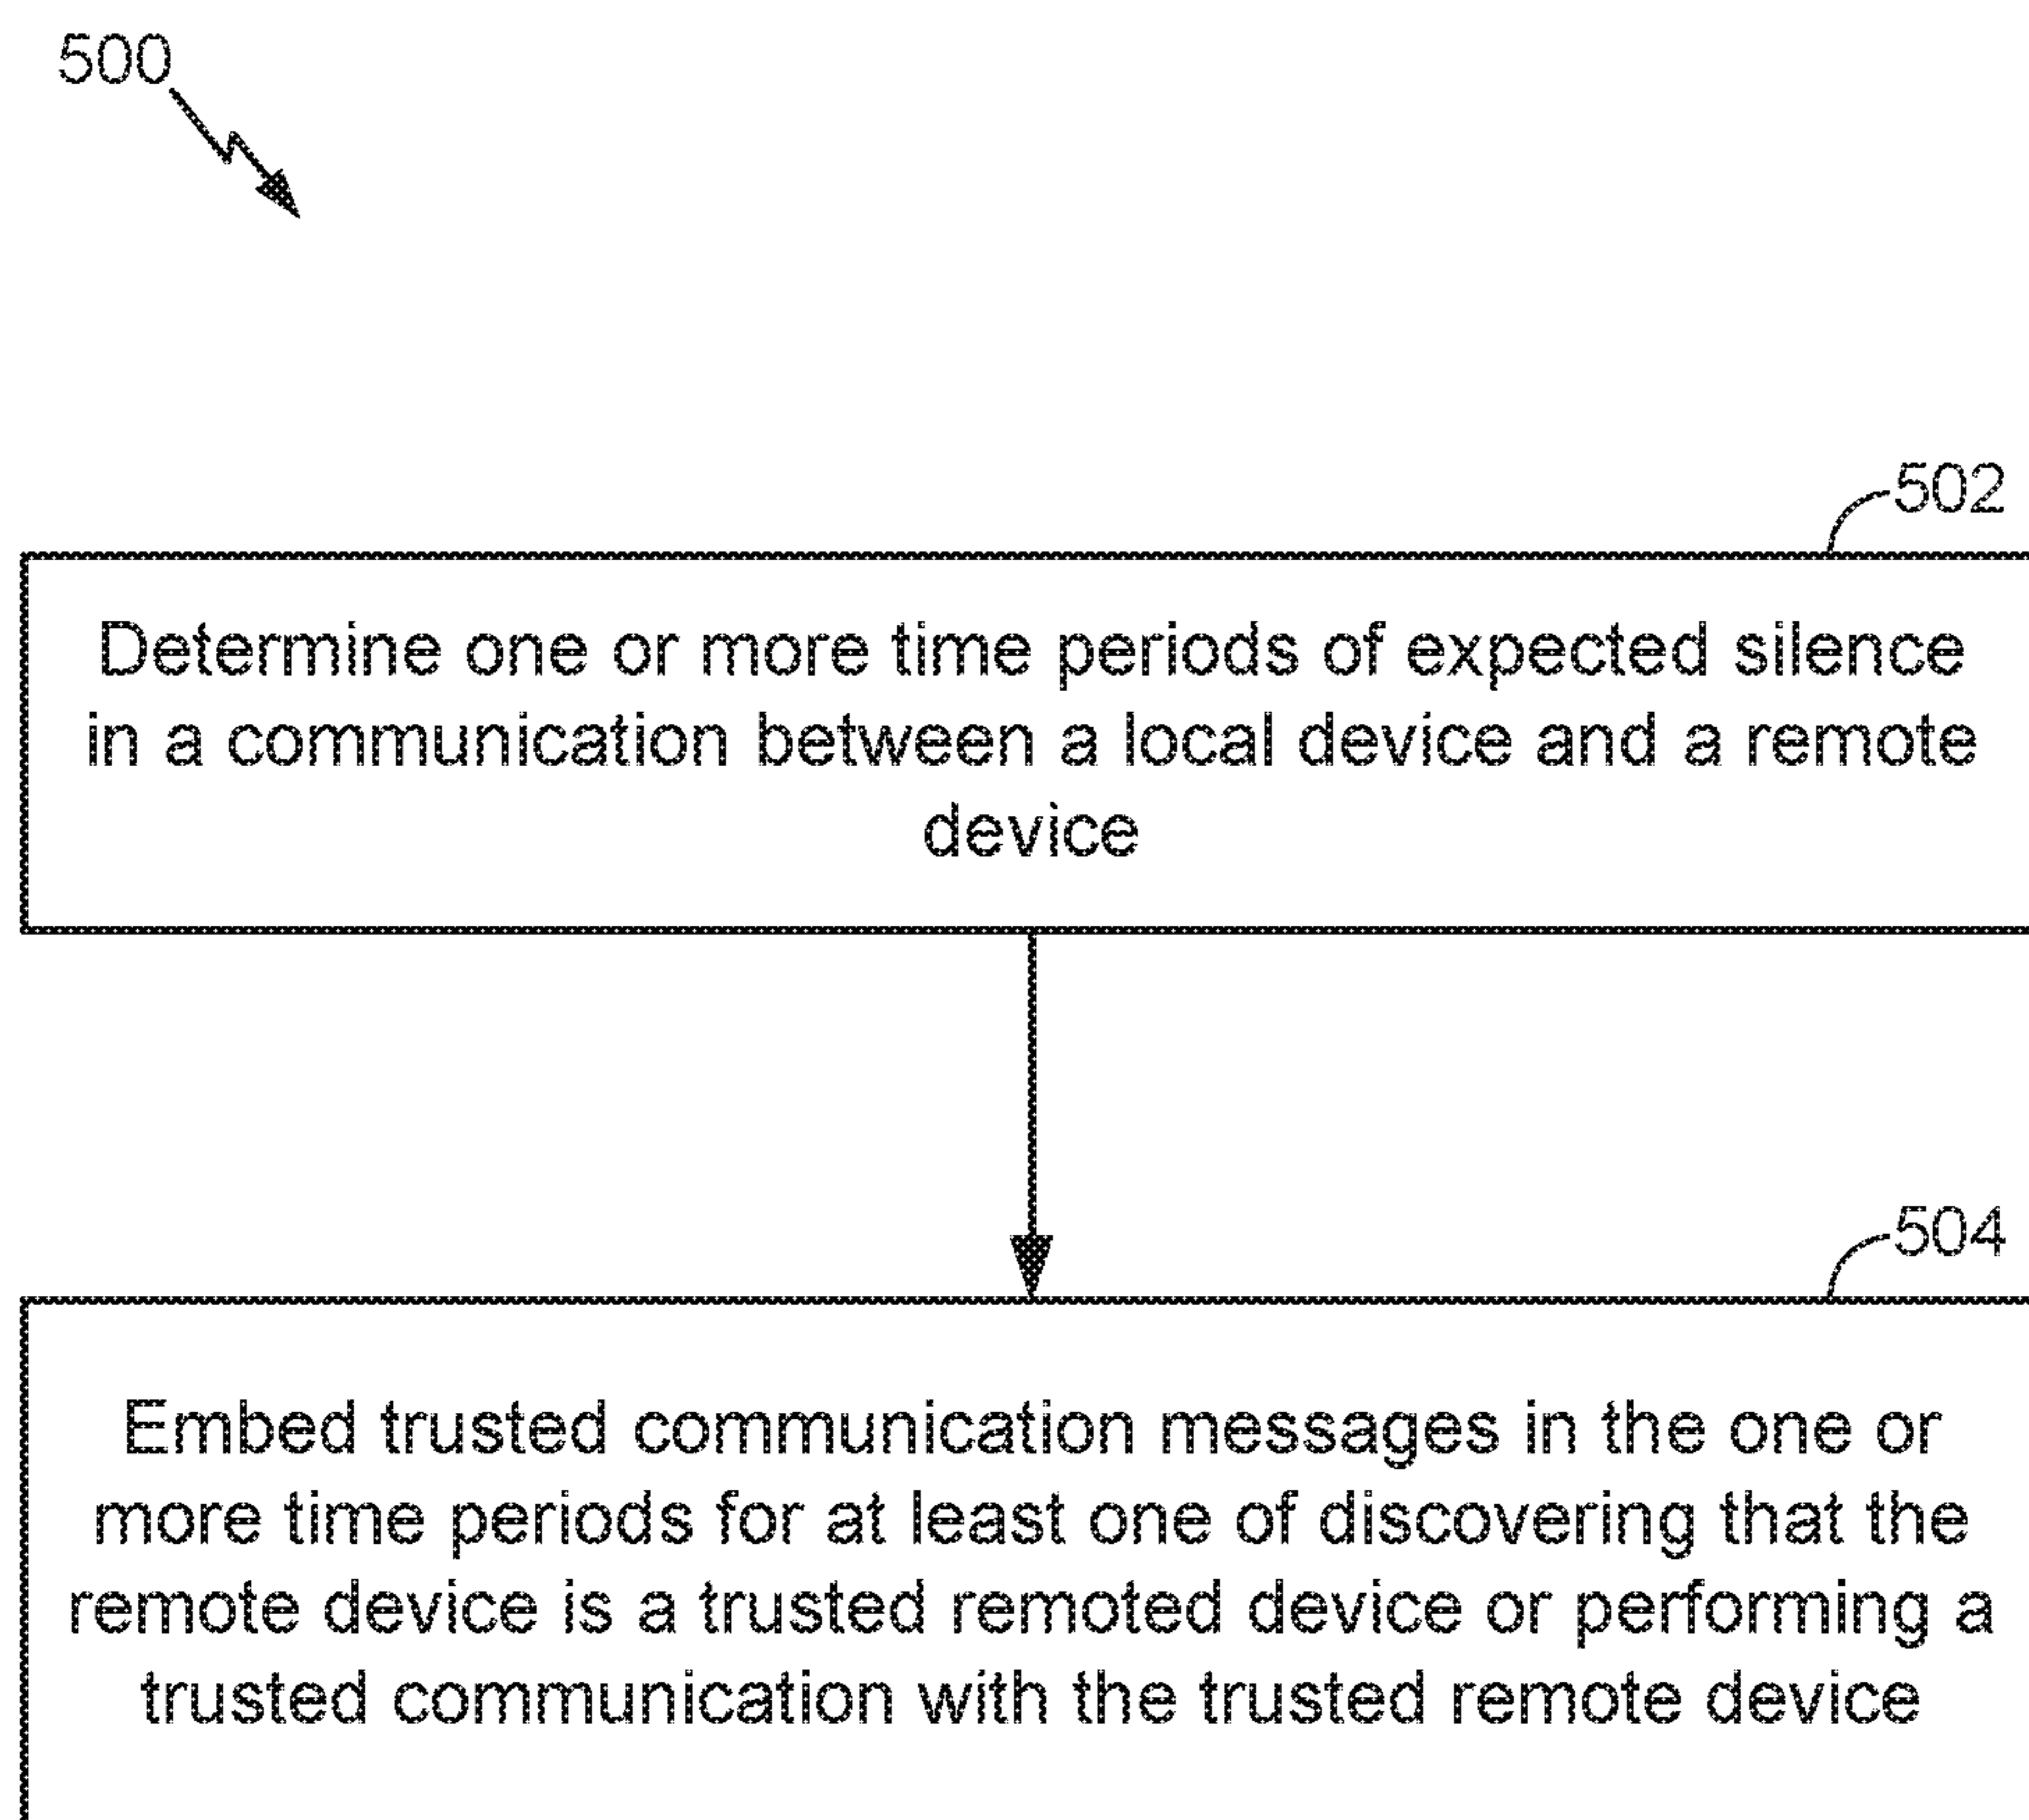 500
502
Determine one or more time periods of expected silence
in a communication between a local device and a remote
device
504
Embed trusted communication messages in the one or
more time periods for at least one of discovering that the
remote device is a trusted remoted device or performing a
trusted communication with the trusted remote device